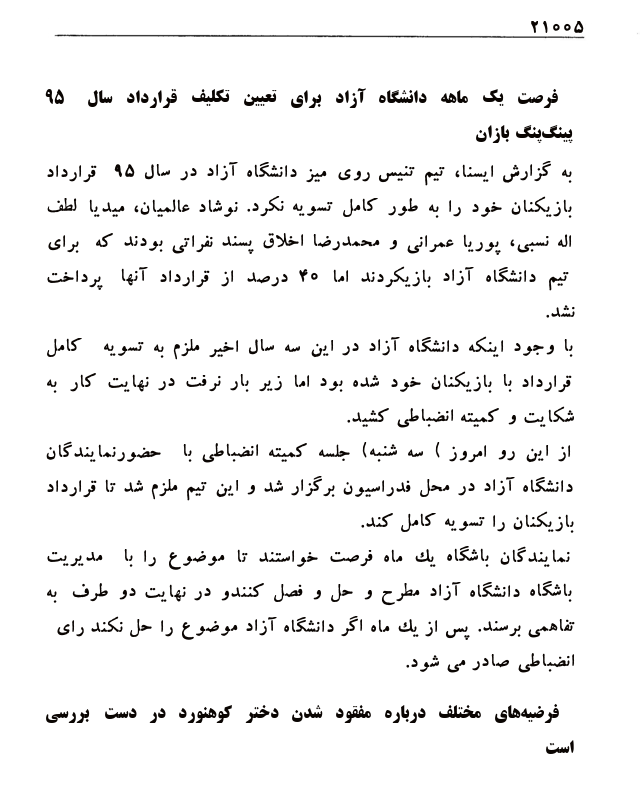 ۲۱۰۰۵
فرصت یک ماهه دانشگاه آزاد برای تعیین تکلیف قرارداد سال ۹۵
پینگ‌پنگ بازان
به گزارش ایسنا، تیم تنیس روی میز دانشگاه آزاد در سال ۹۵ قرارداد
بازیکنان خود را به طور کامل تسویه نکرد. نوشاد عالمیان، میدیا لطف
اله نسبی، پوریا عمرانی و محمدرضا اخلاق پسند نفراتی بودند که برای
تیم دانشگاه آزاد بازیکردند اما ۴۰ درصد از قرارداد آنها پرداخت
نشد.
با وجود اینکه دانشگاه آزاد در این سه سال اخیر ملزم به تسویه کامل
قرارداد با بازیکنان خود شده بود اما زیر بار نرفت در نهایت کار به
شکایت و کمیته انضباطی کشید.
از این رو امروز ) سه شنبه) جلسه کمیته انضباطی با حضورنمایندگان
دانشگاه آزاد در محل فدراسیون برگزار شد و این تیم ملزم شد تا قرارداد
بازیکنان را تسویه کامل کند.
نمایندگان باشگاه یك ماه فرصت خواستند تا موضوع را با مدیریت
باشگاه دانشگاه آزاد مطرح و حل و فصل کنندو در نهایت دو طرف به
تفاهمی برسند. پس از یك ماه اگر دانشگاه آزاد موضوع را حل نکند رای
انضباطی صادر می شود.
فرضیه‌های مختلف درباره مفقود شدن دختر کوهنورد در دست بررسی
است